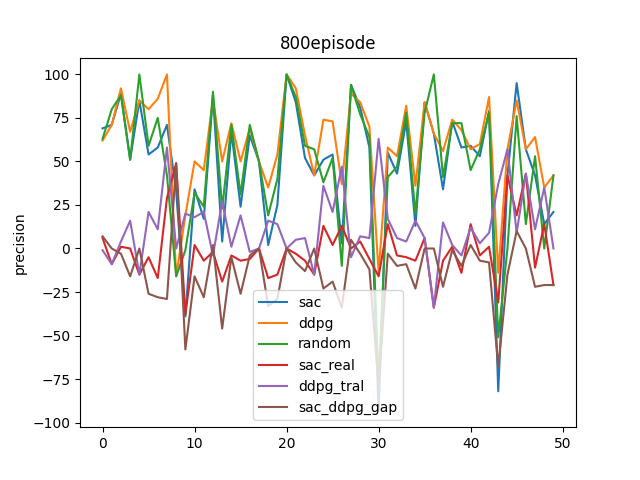 800episode
precision
100
75
50
25
0
−25
−50
−75
−100
0
10
20
30
40
50
sac
ddpg
random
sac_real
ddpg_tral
sac_ddpg_gap